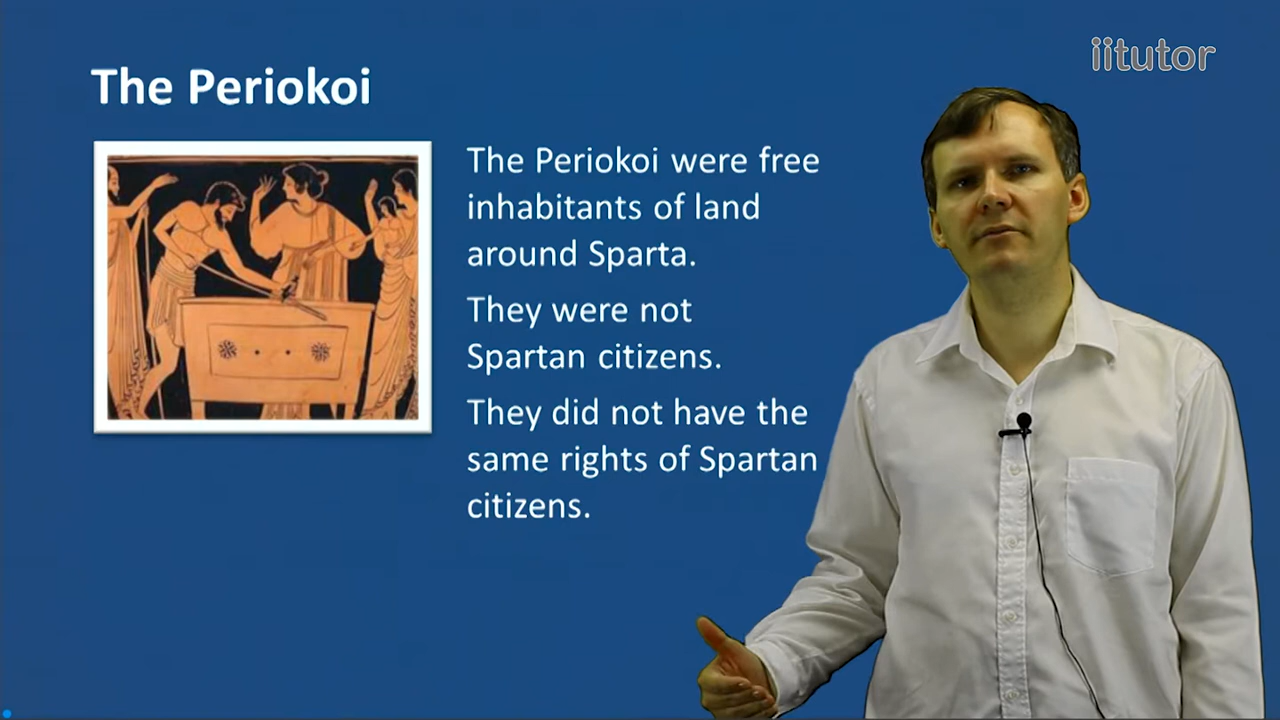 iitutor
The Periokoi
The Periokoi were free
inhabitants of land
around Sparta.
They were not
Spartan citizens.
They did not have the
same rights of Spartan
citizens.